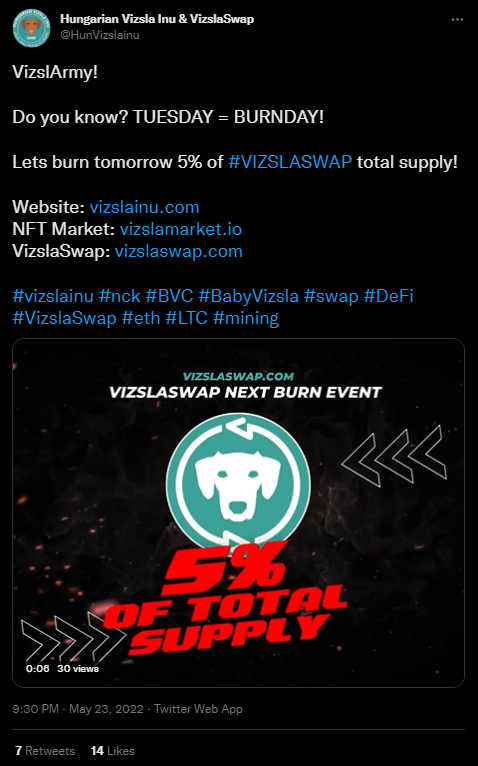 Hungarian Vizsla Inu & VizslaSwap
@HunVizslainu
VizslArmy!
Do you know? TUESDAY = BURNDAY!
Lets burn tomorrow 5% of #VIZSLASWAP total supply!
Website: vizslainu.com
NFT Market: vizslamarket.io
VizslaSwap: vizslaswap.com
#vizslainu #nck #BVC #BabyVizsla #swap #DeFi
#VizslaSwap #eth #LTC #mining
VIZSLASWAP.COM
VIZSLASWAP NEXT BURN EVENT
5%
OF TOTAL
SUPPLY
0:06 30 views
9:30 PM · May 23, 2022 · Twitter Web App
7 Retweets 14 Likes